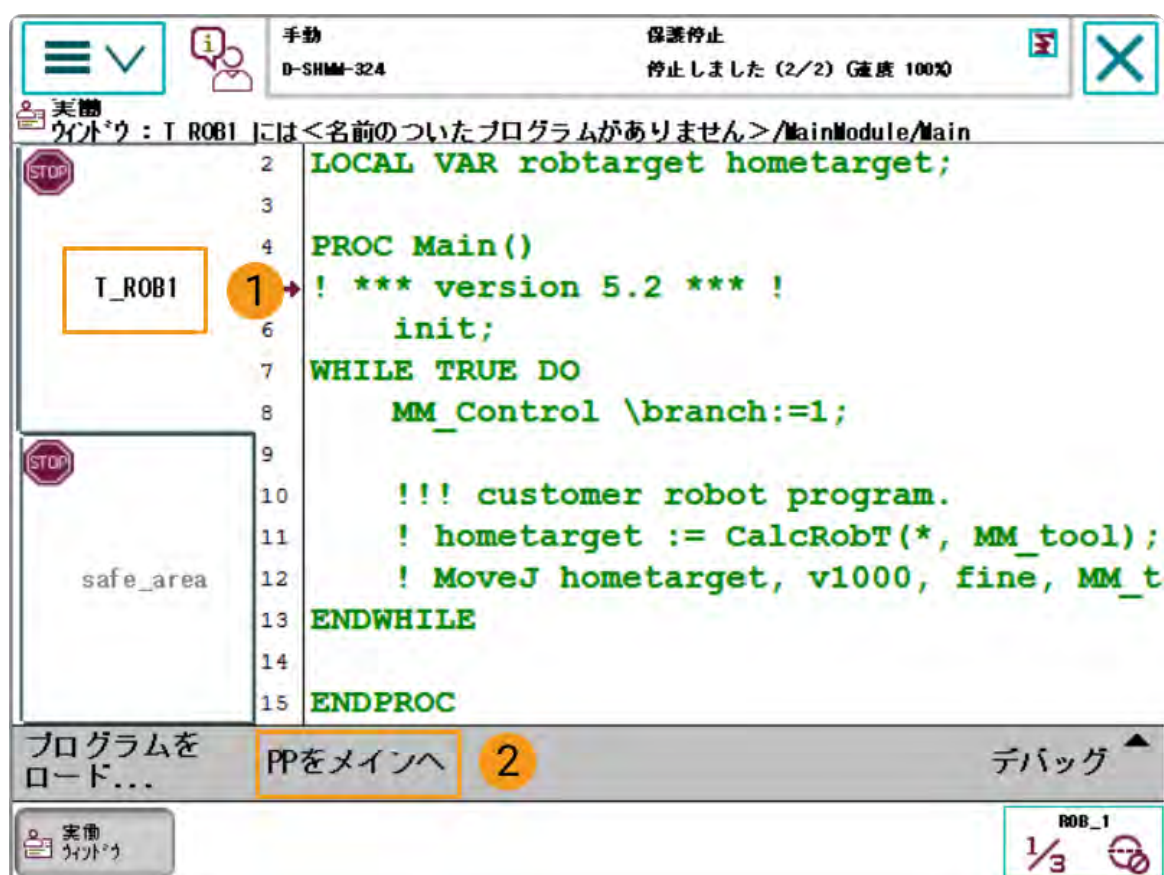 手動
D-SHMM-324
保護停止
停止しました (2/2) (速度 100%)
実働
ウィンドウ : T_ROB1 には<名前のついたプログラムがありません>/MainModule/Main
STOP
T_ROB1
1
STOP
safe_area
2 LOCAL VAR robtarget hometarget;
3
4 PROC Main()
! *** version 5.2 *** !
6 init;
7 WHILE TRUE DO
8 MM_Control \branch:=1;
9
10 !!! customer robot program.
11 ! hometarget := CalcRobT(*, MM_tool);
12 ! MoveJ hometarget, v1000, fine, MM_t
13 ENDWHILE
14
15 ENDPROC
プログラムを
ロード...
PPをメインへ
2
デバッグ
実働
ウィンドウ
ROB_1
1/3